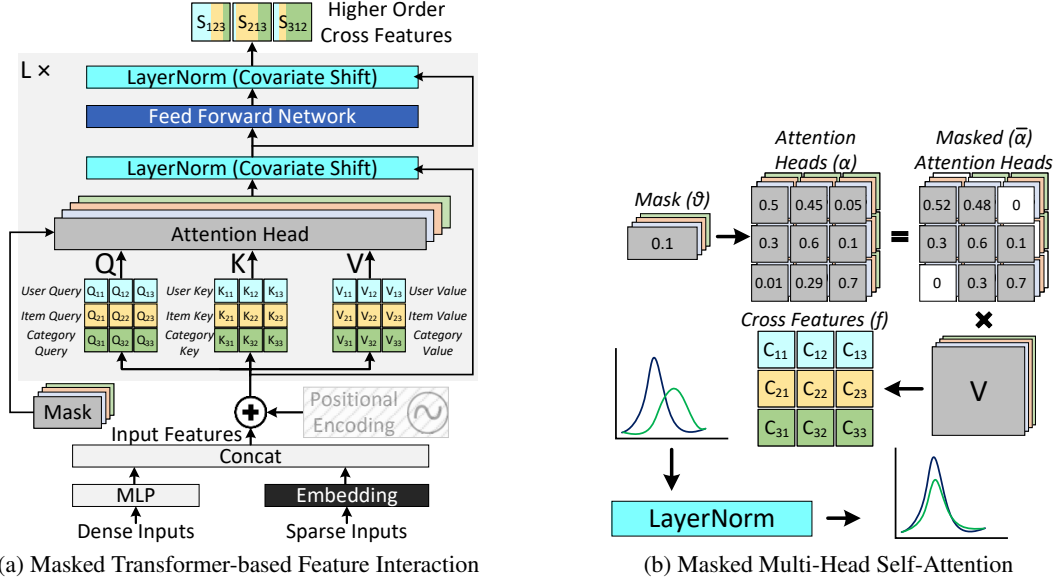 S123 S213 S312
Higher Order
Cross Features
L ×
LayerNorm (Covariate Shift)
Feed Forward Network
LayerNorm (Covariate Shift)
Attention Head
Q K V
User Query Q11 Q12 Q13 User Key K11 K12 K13 V11 V12 V13 User Value
Item Query Q21 Q22 Q23 Item Key K21 K22 K23 V21 V22 V23 Item Value
Category Query Q31 Q32 Q33 Category Key K31 K32 K33 V31 V32 V33 Category Value
Mask
+
Positional
Encoding
Input Features
Concat
MLP
Embedding
Dense Inputs
Sparse Inputs
(a) Masked Transformer-based Feature Interaction
Mask (ϑ)
0.1
Attention
Heads (α)
0.5 0.45 0.05
0.3 0.6 0.1
0.01 0.29 0.7
=
Masked (ᾱ)
Attention Heads
0.52 0.48 0
0.3 0.6 0.1
0 0.3 0.7
×
V
Cross Features (f)
C11 C12 C13
C21 C22 C23
C31 C32 C33
LayerNorm
(b) Masked Multi-Head Self-Attention